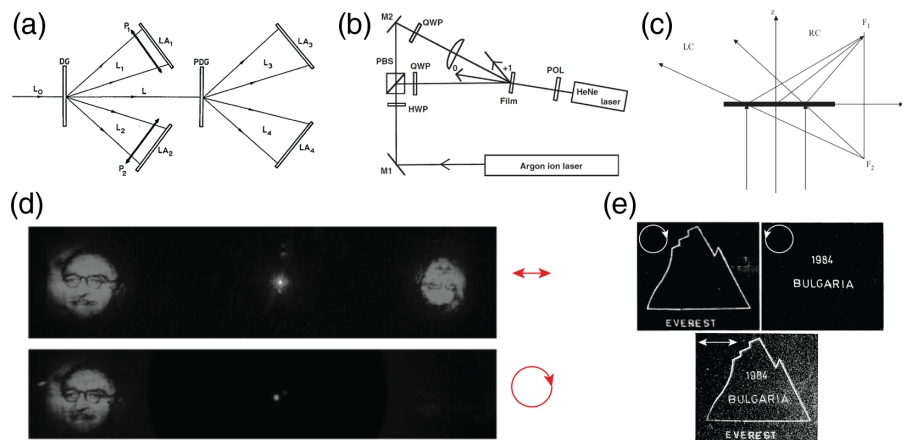 (a)
P₁
LA₁
DG
PDG
LA₃
L₁
L₃
L₀
L
L₂
L₄
P₂
LA₂
LA₄
(b)
M2
QWP
PBS
QWP
0
+1
POL
HeNe
laser
Film
HWP
M1
Argon ion laser
(c)
z
F₁
LC
RC
F₂
(d)
(e)
1984
BULGARIA
EVEREST
1984
BULGARIA
EVEREST